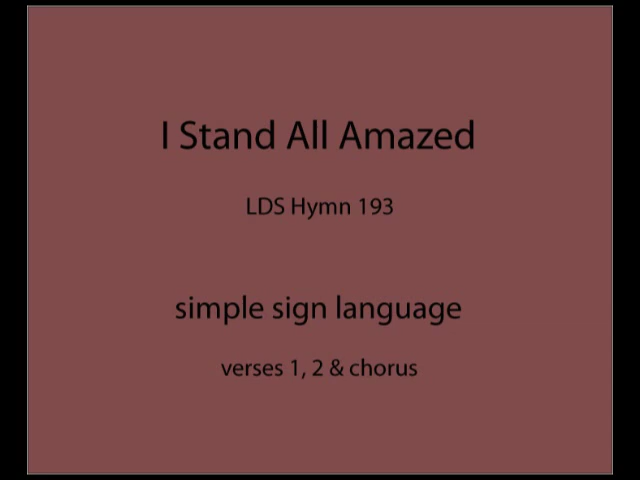 I Stand All Amazed
LDS Hymn 193
simple sign language
verses 1, 2 & chorus